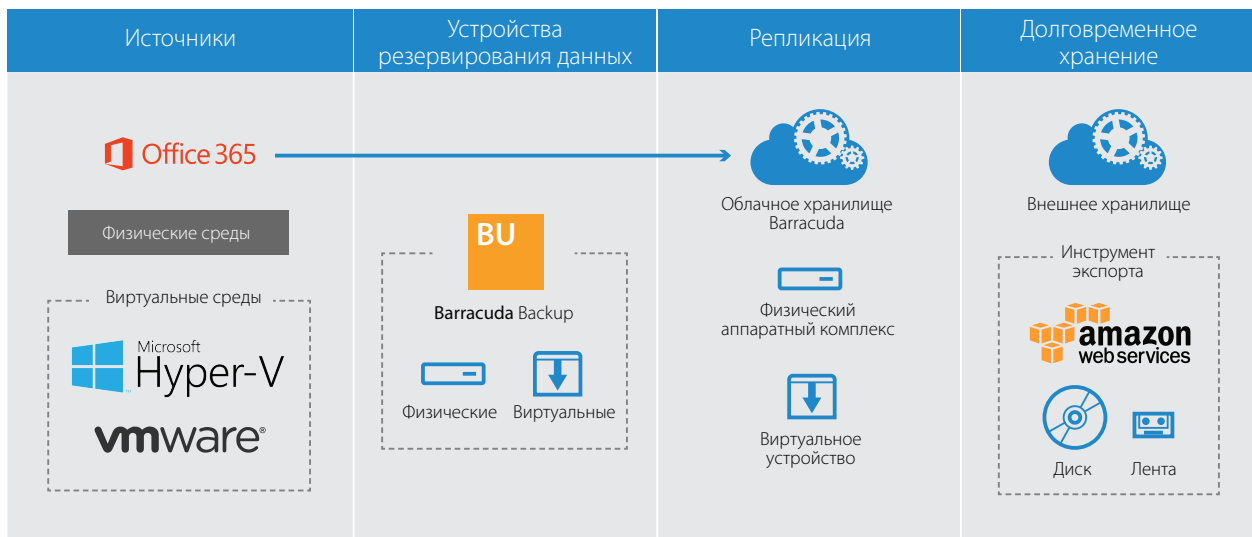 Источники
Устройства
резервирования данных
Репликация
Долговременное
хранение
Office 365
Физические среды
Виртуальные среды
Microsoft
Hyper-V
vmware®
BU
Barracuda Backup
Физические
Виртуальные
Облачное хранилище
Barracuda
Физический
аппаратный комплекс
Виртуальное
устройство
Внешнее хранилище
Инструмент
экспорта
amazon
web services
Диск
Лента